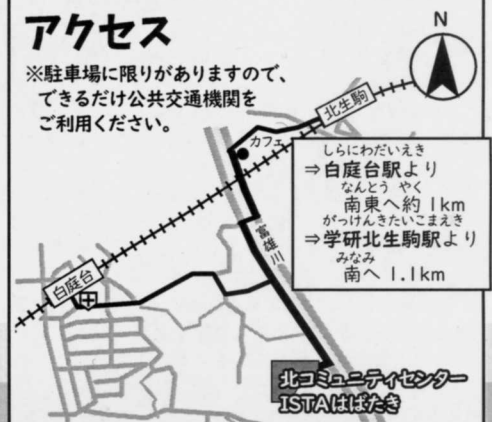 アクセス
※駐車場に限りがありますので、
できるだけ公共交通機関を
ご利用ください。
N
北生駒
カフェ
しらにわだいえき
⇒白庭台駅より
なんとう やく
南東へ約1km
がっけんきたいこまえき
⇒学研北生駒駅より
みなみ
南へ1.1km
富雄川
白庭台
北コミュニティセンター
ISTAはばたき